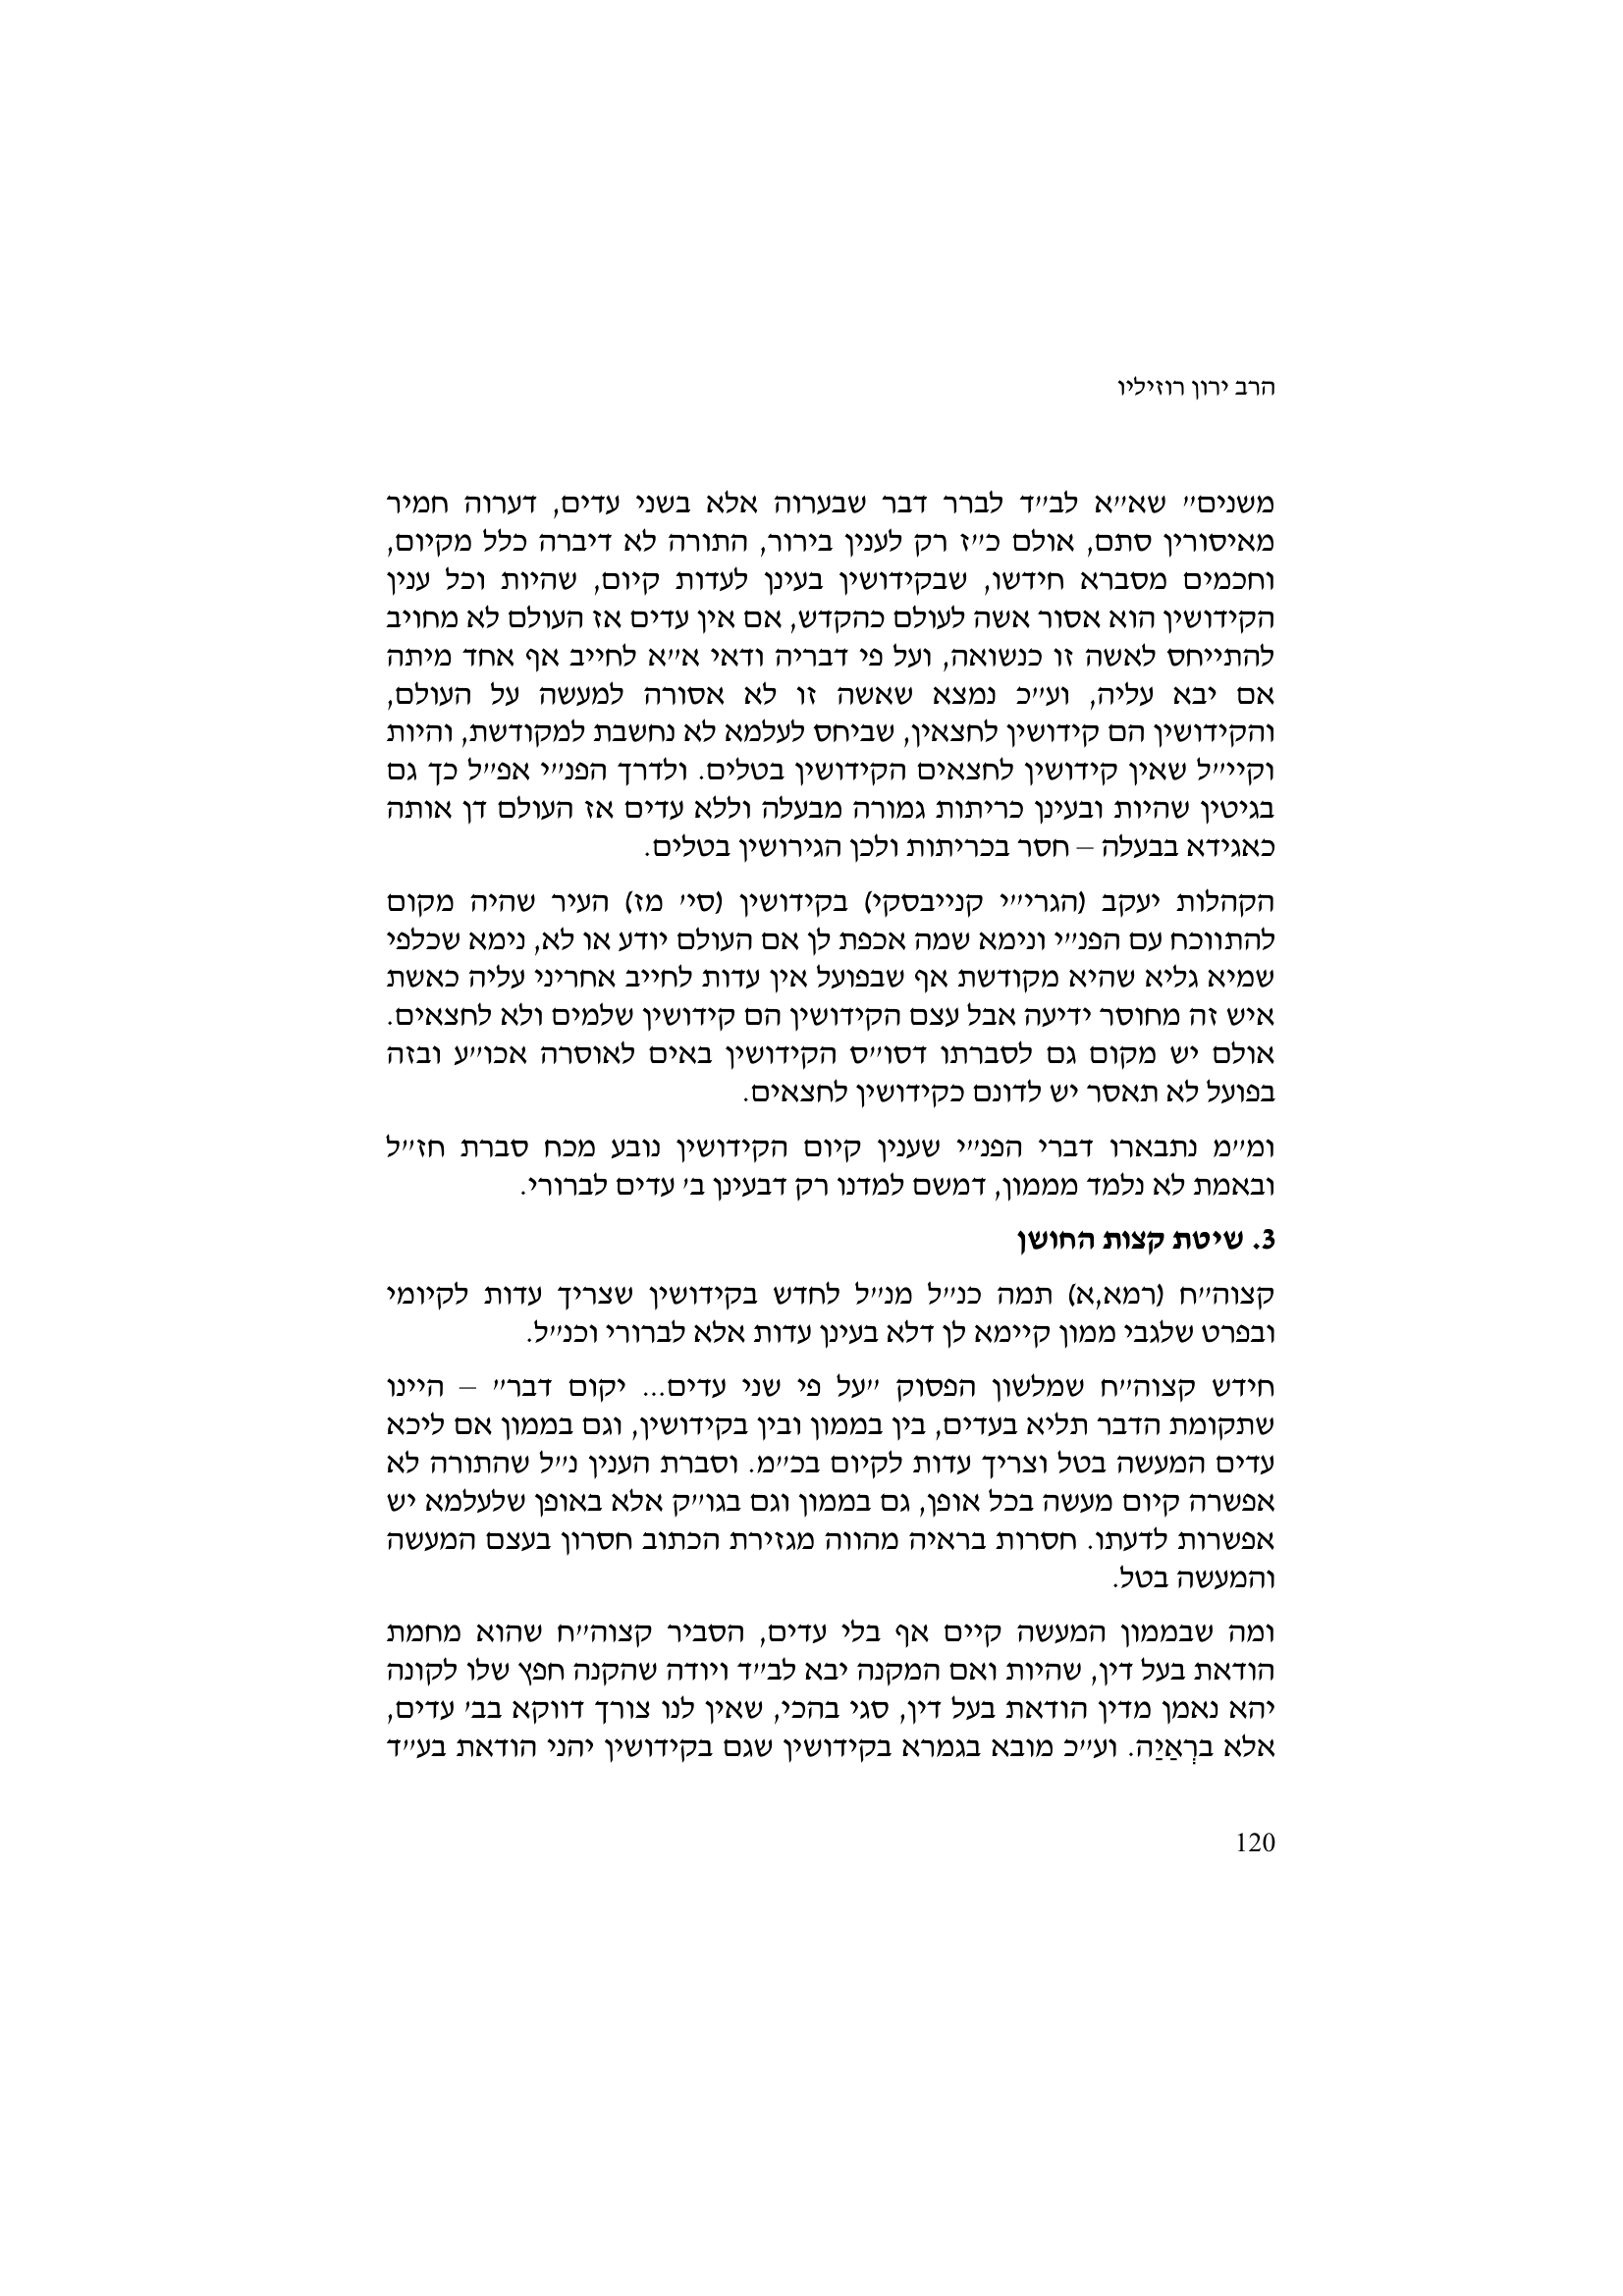 הרב ירון רוזיליו
משנים״ שא״א לב״ד לברר דבר שבערוה אלא בשני עדים, דערוה חמיר
מאיסורין סתם, אולם כ״ז רק לענין בירור, התורה לא דיברה כלל מקיום,
וחכמים מסברא חידשו, שבקידושין בעינן לעדות קיום, שהיות וכל ענין
הקידושין הוא אסור אשה לעולם כהקדש, אם אין עדים אז העולם לא מחויב
להתייחס לאשה זו כנשואה, ועל פי דבריה ודאי א״א לחייב אף אחד מיתה
אם יבא עליה, וע״כ נמצא שאשה זו לא אסורה למעשה על העולם,
והקידושין הם קידושין לחצאין, שביחס לעלמא לא נחשבת למקודשת, והיות
וקיי״ל שאין קידושין לחצאים הקידושין בטלים. ולדרך הפנ״י אפ״ל כך גם
בגיטין שהיות ובעינן כריתות גמורה מבעלה וללא עדים אז העולם דן אותה
כאגידא בבעלה – חסר בכריתות ולכן הגירושין בטלים.
הקהלות יעקב (הגרי״י קנייבסקי) בקידושין (סי׳ מז) העיר שהיה מקום
להתווכח עם הפנ״י ונימא שמה אכפת לן אם העולם יודע או לא, נימא שכלפי
שמיא גליא שהיא מקודשת אף שבפועל אין עדות לחייב אחריני עליה כאשת
איש זה מחוסר ידיעה אבל עצם הקידושין הם קידושין שלמים ולא לחצאים.
אולם יש מקום גם לסברתו דסו״ס הקידושין באים לאוסרה אכו״ע ובזה
בפועל לא תאסר יש לדונם כקידושין לחצאים.
ומ״מ נתבארו דברי הפנ״י שענין קיום הקידושין נובע מכח סברת חז״ל
ובאמת לא נלמד מממון, דמשם למדנו רק דבעינן ב׳ עדים לברורי.
3. שיטת קצות החושן
קצוה״ח (רמא,א) תמה כנ״ל מנ״ל לחדש בקידושין שצריך עדות לקיומי
ובפרט שלגבי ממון קיימא לן דלא בעינן עדות אלא לברורי וכנ״ל.
חידש קצוה״ח שמלשון הפסוק ״על פי שני עדים... יקום דבר״ – היינו
שתקומת הדבר תליא בעדים, בין בממון ובין בקידושין, וגם בממון אם ליכא
עדים המעשה בטל וצריך עדות לקיום בכ״מ. וסברת הענין נ״ל שהתורה לא
אפשרה קיום מעשה בכל אופן, גם בממון וגם בגו״ק אלא באופן שלעלמא יש
אפשרות לדעתו. חסרות בראיה מהווה מגזירת הכתוב חסרון בעצם המעשה
והמעשה בטל.
ומה שבממון המעשה קיים אף בלי עדים, הסביר קצוה״ח שהוא מחמת
הודאת בעל דין, שהיות ואם המקנה יבא לב״ד ויודה שהקנה חפץ שלו לקונה
יהא נאמן מדין הודאת בעל דין, סגי בהכי, שאין לנו צורך דווקא בב׳ עדים,
אלא ברְאַיַה. וע״כ מובא בגמרא בקידושין שגם בקידושין יהני הודאת בע״ד
120